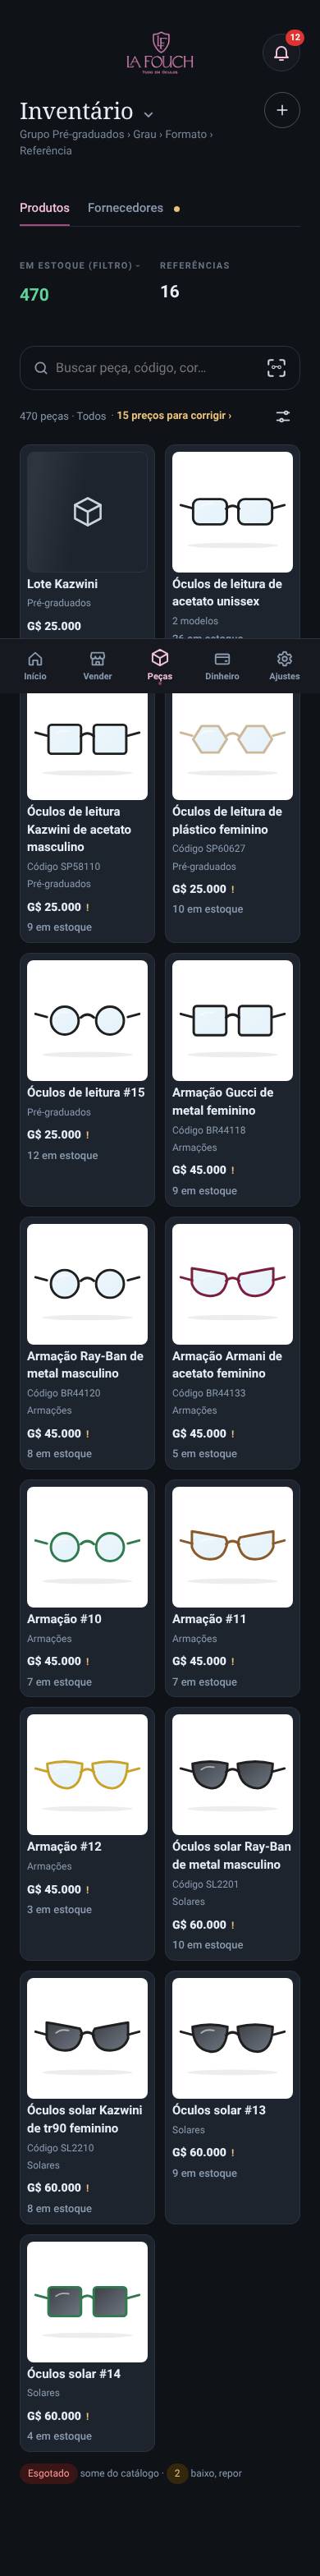 12
LA FOUCH
Inventário
Grupo Pré-graduados › Grau › Formato ›
Referência
Produtos
Fornecedores
EM ESTOQUE (FILTRO)
REFERÊNCIAS
470
16
Buscar peça, código, cor...
470 peças · Todos · 15 preços para corrigir ›
Lote Kazwini
Pré-graduados
G$ 25.000
Óculos de leitura de
acetato unissex
2 modelos
Início
Vender
Peças
Dinheiro
Ajustes
Óculos de leitura
Kazwini de acetato
masculino
Código SP58110
Pré-graduados
G$ 25.000 !
9 em estoque
Óculos de leitura de
plástico feminino
Código SP60627
Pré-graduados
G$ 25.000 !
10 em estoque
Óculos de leitura #15
Pré-graduados
G$ 25.000 !
12 em estoque
Armação Gucci de
metal feminino
Código BR44118
Armações
G$ 45.000 !
9 em estoque
Armação Ray-Ban de
metal masculino
Código BR44120
Armações
G$ 45.000 !
8 em estoque
Armação Armani de
acetato feminino
Código BR44133
Armações
G$ 45.000 !
5 em estoque
Armação #10
Armações
G$ 45.000 !
7 em estoque
Armação #11
Armações
G$ 45.000 !
7 em estoque
Armação #12
Armações
G$ 45.000 !
3 em estoque
Óculos solar Ray-Ban
de metal masculino
Código SL2201
Solares
G$ 60.000 !
10 em estoque
Óculos solar Kazwini
de tr90 feminino
Código SL2210
Solares
G$ 60.000 !
8 em estoque
Óculos solar #13
Solares
G$ 60.000 !
9 em estoque
Óculos solar #14
Solares
G$ 60.000 !
4 em estoque
Esgotado some do catálogo · 2 baixo, repor